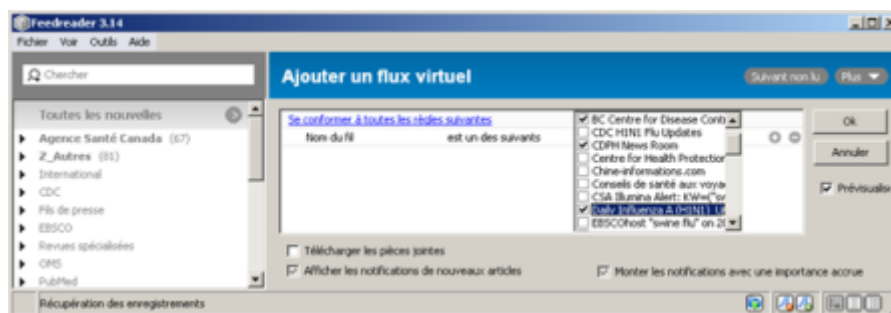 Feedreader 3.14
Fichier Voir Outils Aide
Chercher
Ajouter un flux virtuel
Suivant non lu
Plus
Toutes les nouvelles
Agence Santé Canada (67)
Z_Autres (81)
International
CDC
Fils de presse
EBSCO
Revues spécialisées
OMS
PubMed
Se conformer à toutes les règles suivantes
Nom du fil est un des suivants
BC Centre for Disease Contr
CDC H1N1 Flu Updates
CDPH News Room
Centre for Health Protection
Chine-informations.com
Conseils de santé aux voya
CSA Illumina Alert: KW=("sw
Daily Influenza A (H1N1) U
EBSCOhost "swine flu" on 20
Ok
Annuler
Prévisualise
Télécharger les pièces jointes
Afficher les notifications de nouveaux articles
Monter les notifications avec une importance accrue
Récupération des enregistrements